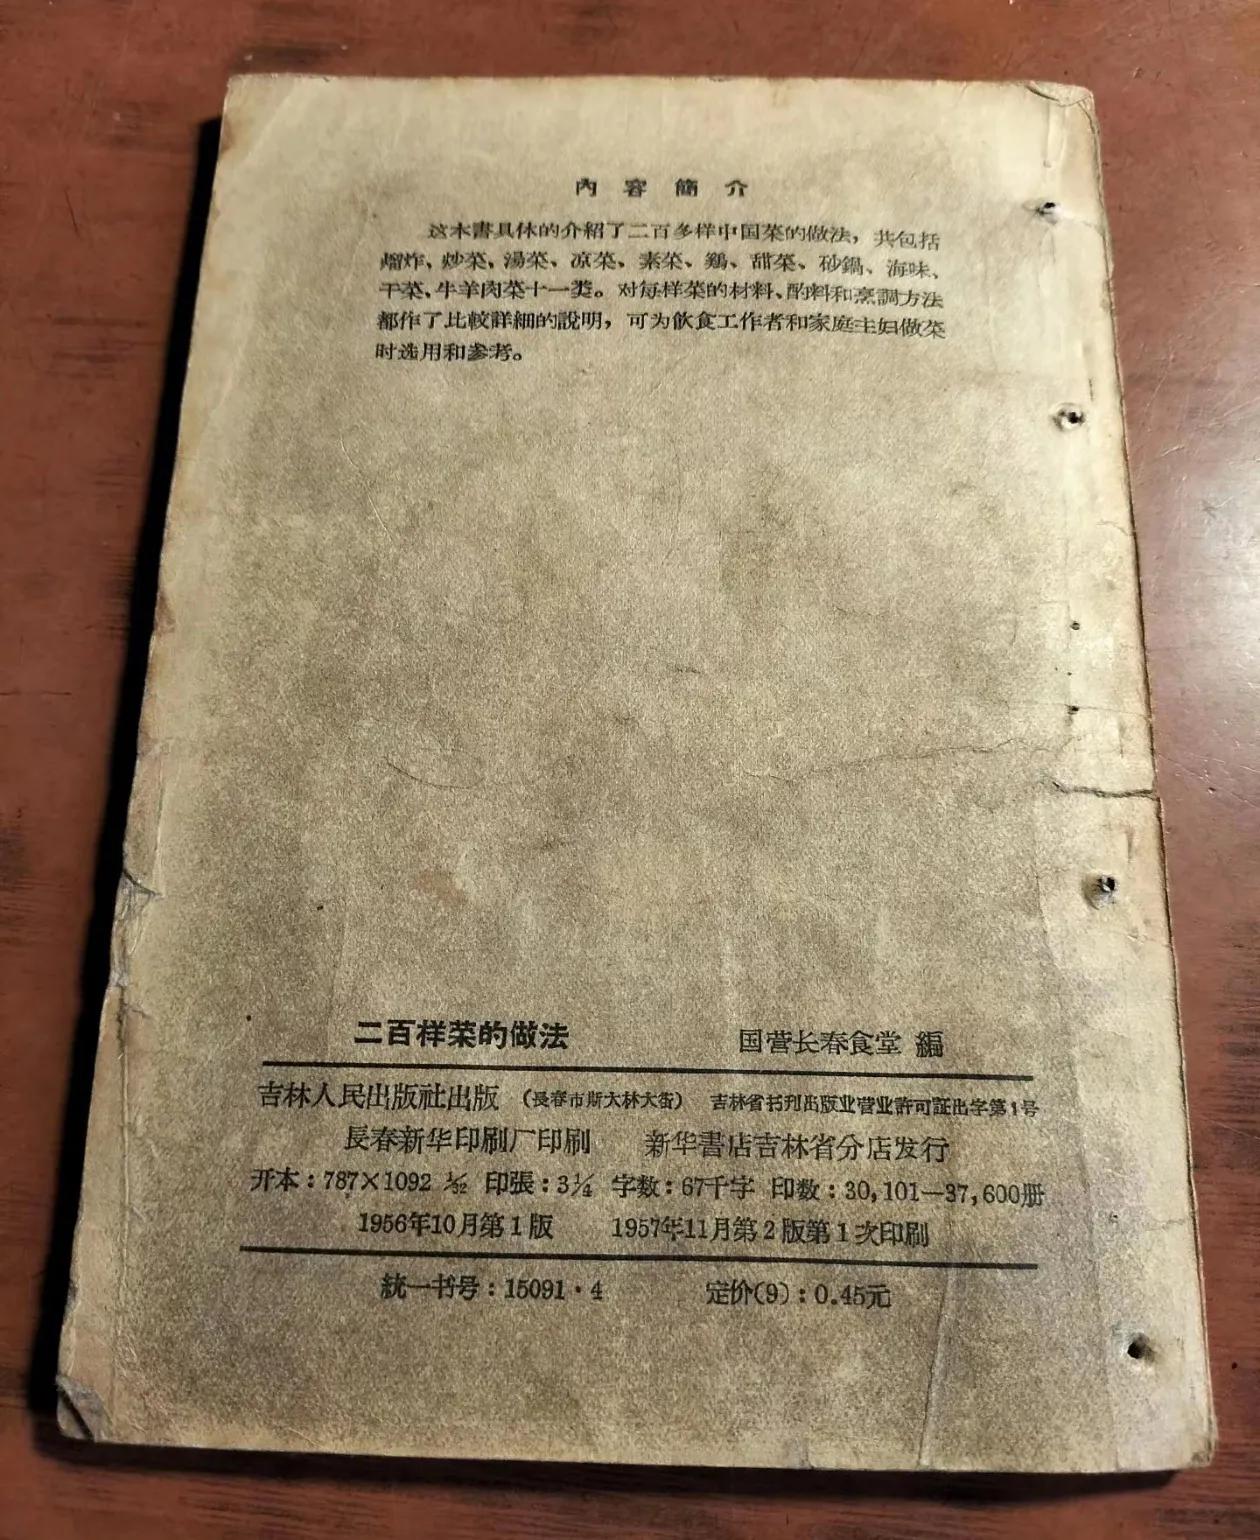 內容簡介
这本書具休的介紹了二百多样中国菜的做法，共包括
熘炸、炒菜、湯菜、凉菜、素菜、鷄、甜菜、砂鍋、海味、
干菜、牛羊肉菜十一类。对每样菜的材料、酌料和烹調方法
都作了比較詳細的說明，可为飲食工作者和家庭主妇做菜
时选用和参考。
二百样菜的做法 国营长春食堂 編
吉林人民出版社出版 （長春市斯大林大街） 吉林省书刊出版业营业許可証出字第1号
長春新华印刷厂印刷 新华書店吉林省分店发行
开本：787×1092 1/32 印張：3¼ 字数：67千字 印数：30,101—37,600册
1956年10月第1版 1957年11月第2版第1次印刷
統一书号：15091·4 定价(9)：0.45元